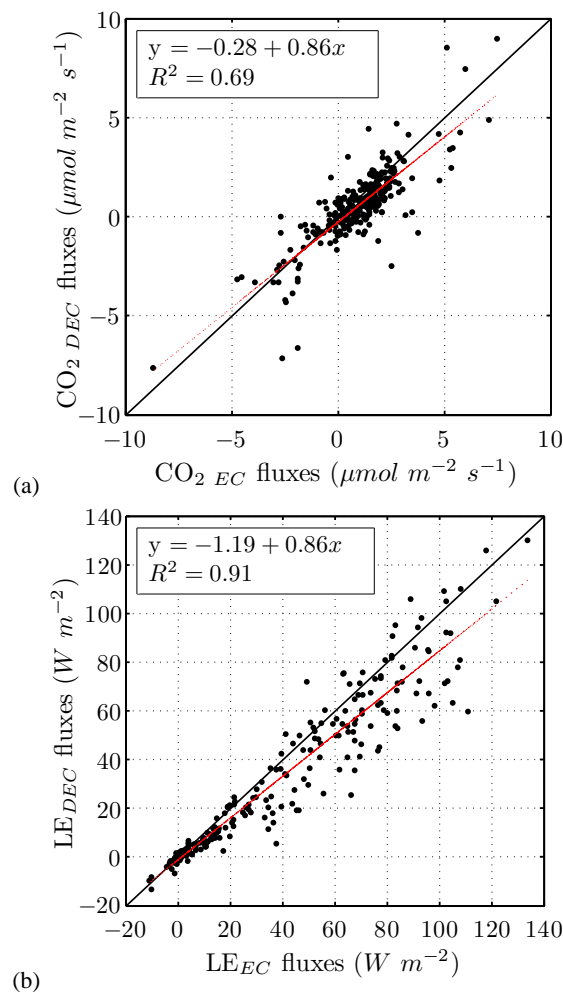 y = −0.28 + 0.86x
R² = 0.69
10
5
0
−5
−10
CO₂ DEC fluxes (μmol m⁻² s⁻¹)
−10 −5 0 5 10
CO₂ EC fluxes (μmol m⁻² s⁻¹)
(a)
y = −1.19 + 0.86x
R² = 0.91
140
120
100
80
60
40
20
0
−20
LE_DEC fluxes (W m⁻²)
−20 0 20 40 60 80 100 120 140
LE_EC fluxes (W m⁻²)
(b)